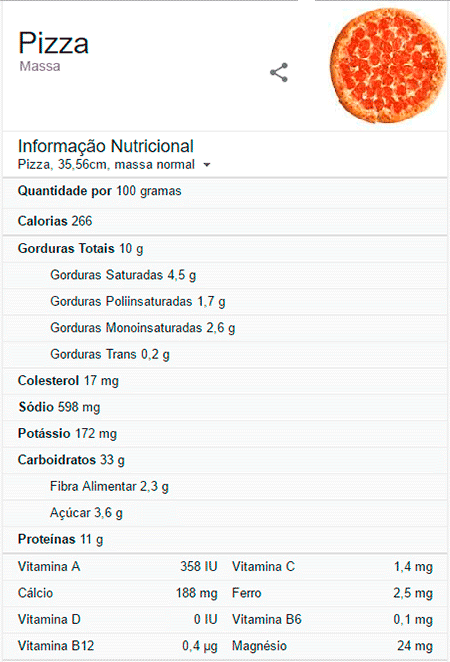 Pizza
Massa
Informação Nutricional
Pizza, 35,56cm, massa normal
Quantidade por 100 gramas
Calorias 266
Gorduras Totais 10 g
Gorduras Saturadas 4,5 g
Gorduras Poliinsaturadas 1,7 g
Gorduras Monoinsaturadas 2,6 g
Gorduras Trans 0,2 g
Colesterol 17 mg
Sódio 598 mg
Potássio 172 mg
Carboidratos 33 g
Fibra Alimentar 2,3 g
Açúcar 3,6 g
Proteínas 11 g
Vitamina A 358 IU Vitamina C 1,4 mg
Cálcio 188 mg Ferro 2,5 mg
Vitamina D 0 IU Vitamina B6 0,1 mg
Vitamina B12 0,4 µg Magnésio 24 mg